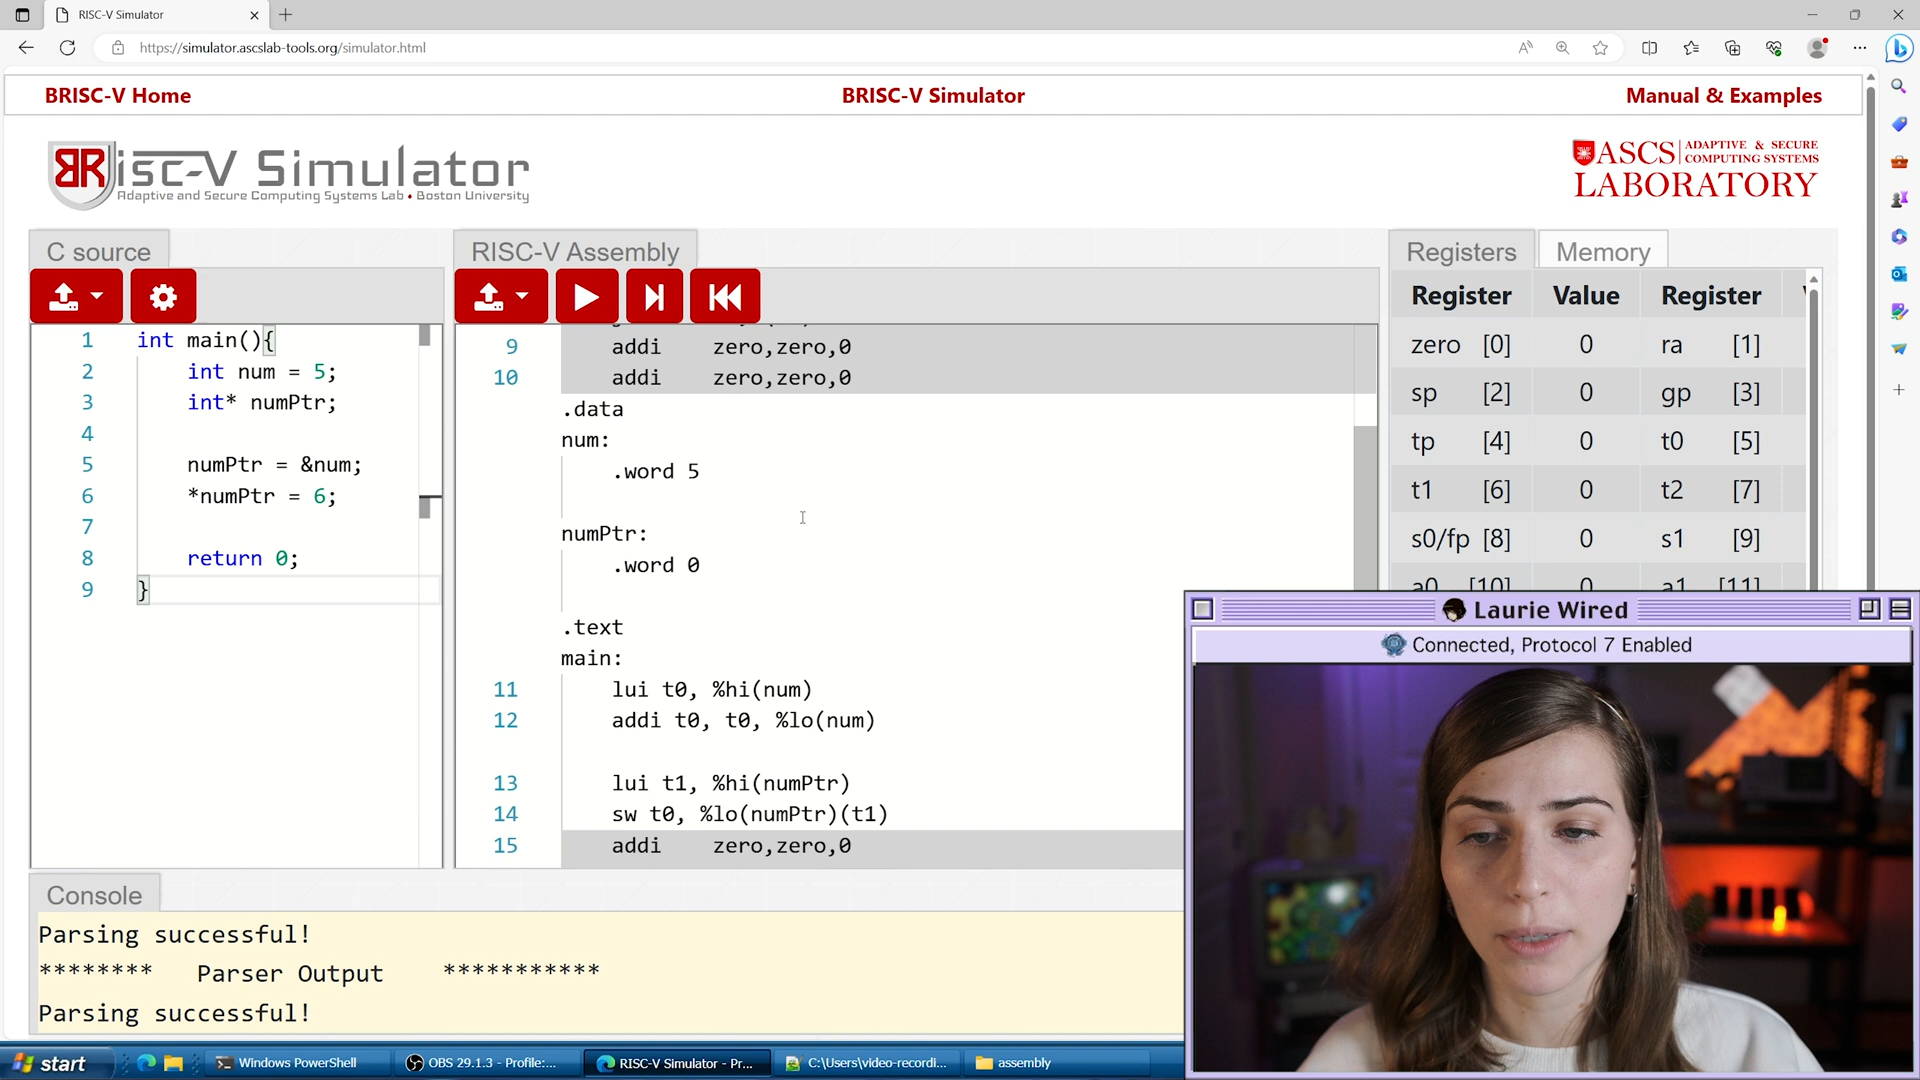 RISC-V Simulator
https://simulator.ascslab-tools.org/simulator.html
BRISC-V Home
BRISC-V Simulator
Manual & Examples
BRisc-V Simulator
Adaptive and Secure Computing Systems Lab • Boston University
ASCS ADAPTIVE & SECURE COMPUTING SYSTEMS
LABORATORY
C source
RISC-V Assembly
Registers
Memory
1 int main(){
2 int num = 5;
3 int* numPtr;
4
5 numPtr = &num;
6 *numPtr = 6;
7
8 return 0;
9 }
9 addi zero,zero,0
10 addi zero,zero,0
.data
num:
.word 5
numPtr:
.word 0
.text
main:
11 lui t0, %hi(num)
12 addi t0, t0, %lo(num)
13 lui t1, %hi(numPtr)
14 sw t0, %lo(numPtr)(t1)
15 addi zero,zero,0
Register Value Register
zero [0] 0 ra [1]
sp [2] 0 gp [3]
tp [4] 0 t0 [5]
t1 [6] 0 t2 [7]
s0/fp [8] 0 s1 [9]
a0 [10] 0 a1 [11]
Laurie Wired
Connected, Protocol 7 Enabled
Console
Parsing successful!
******** Parser Output ***********
Parsing successful!
start
Windows PowerShell
OBS 29.1.3 - Profile:...
RISC-V Simulator - Pr...
C:\Users\video-recordi...
assembly